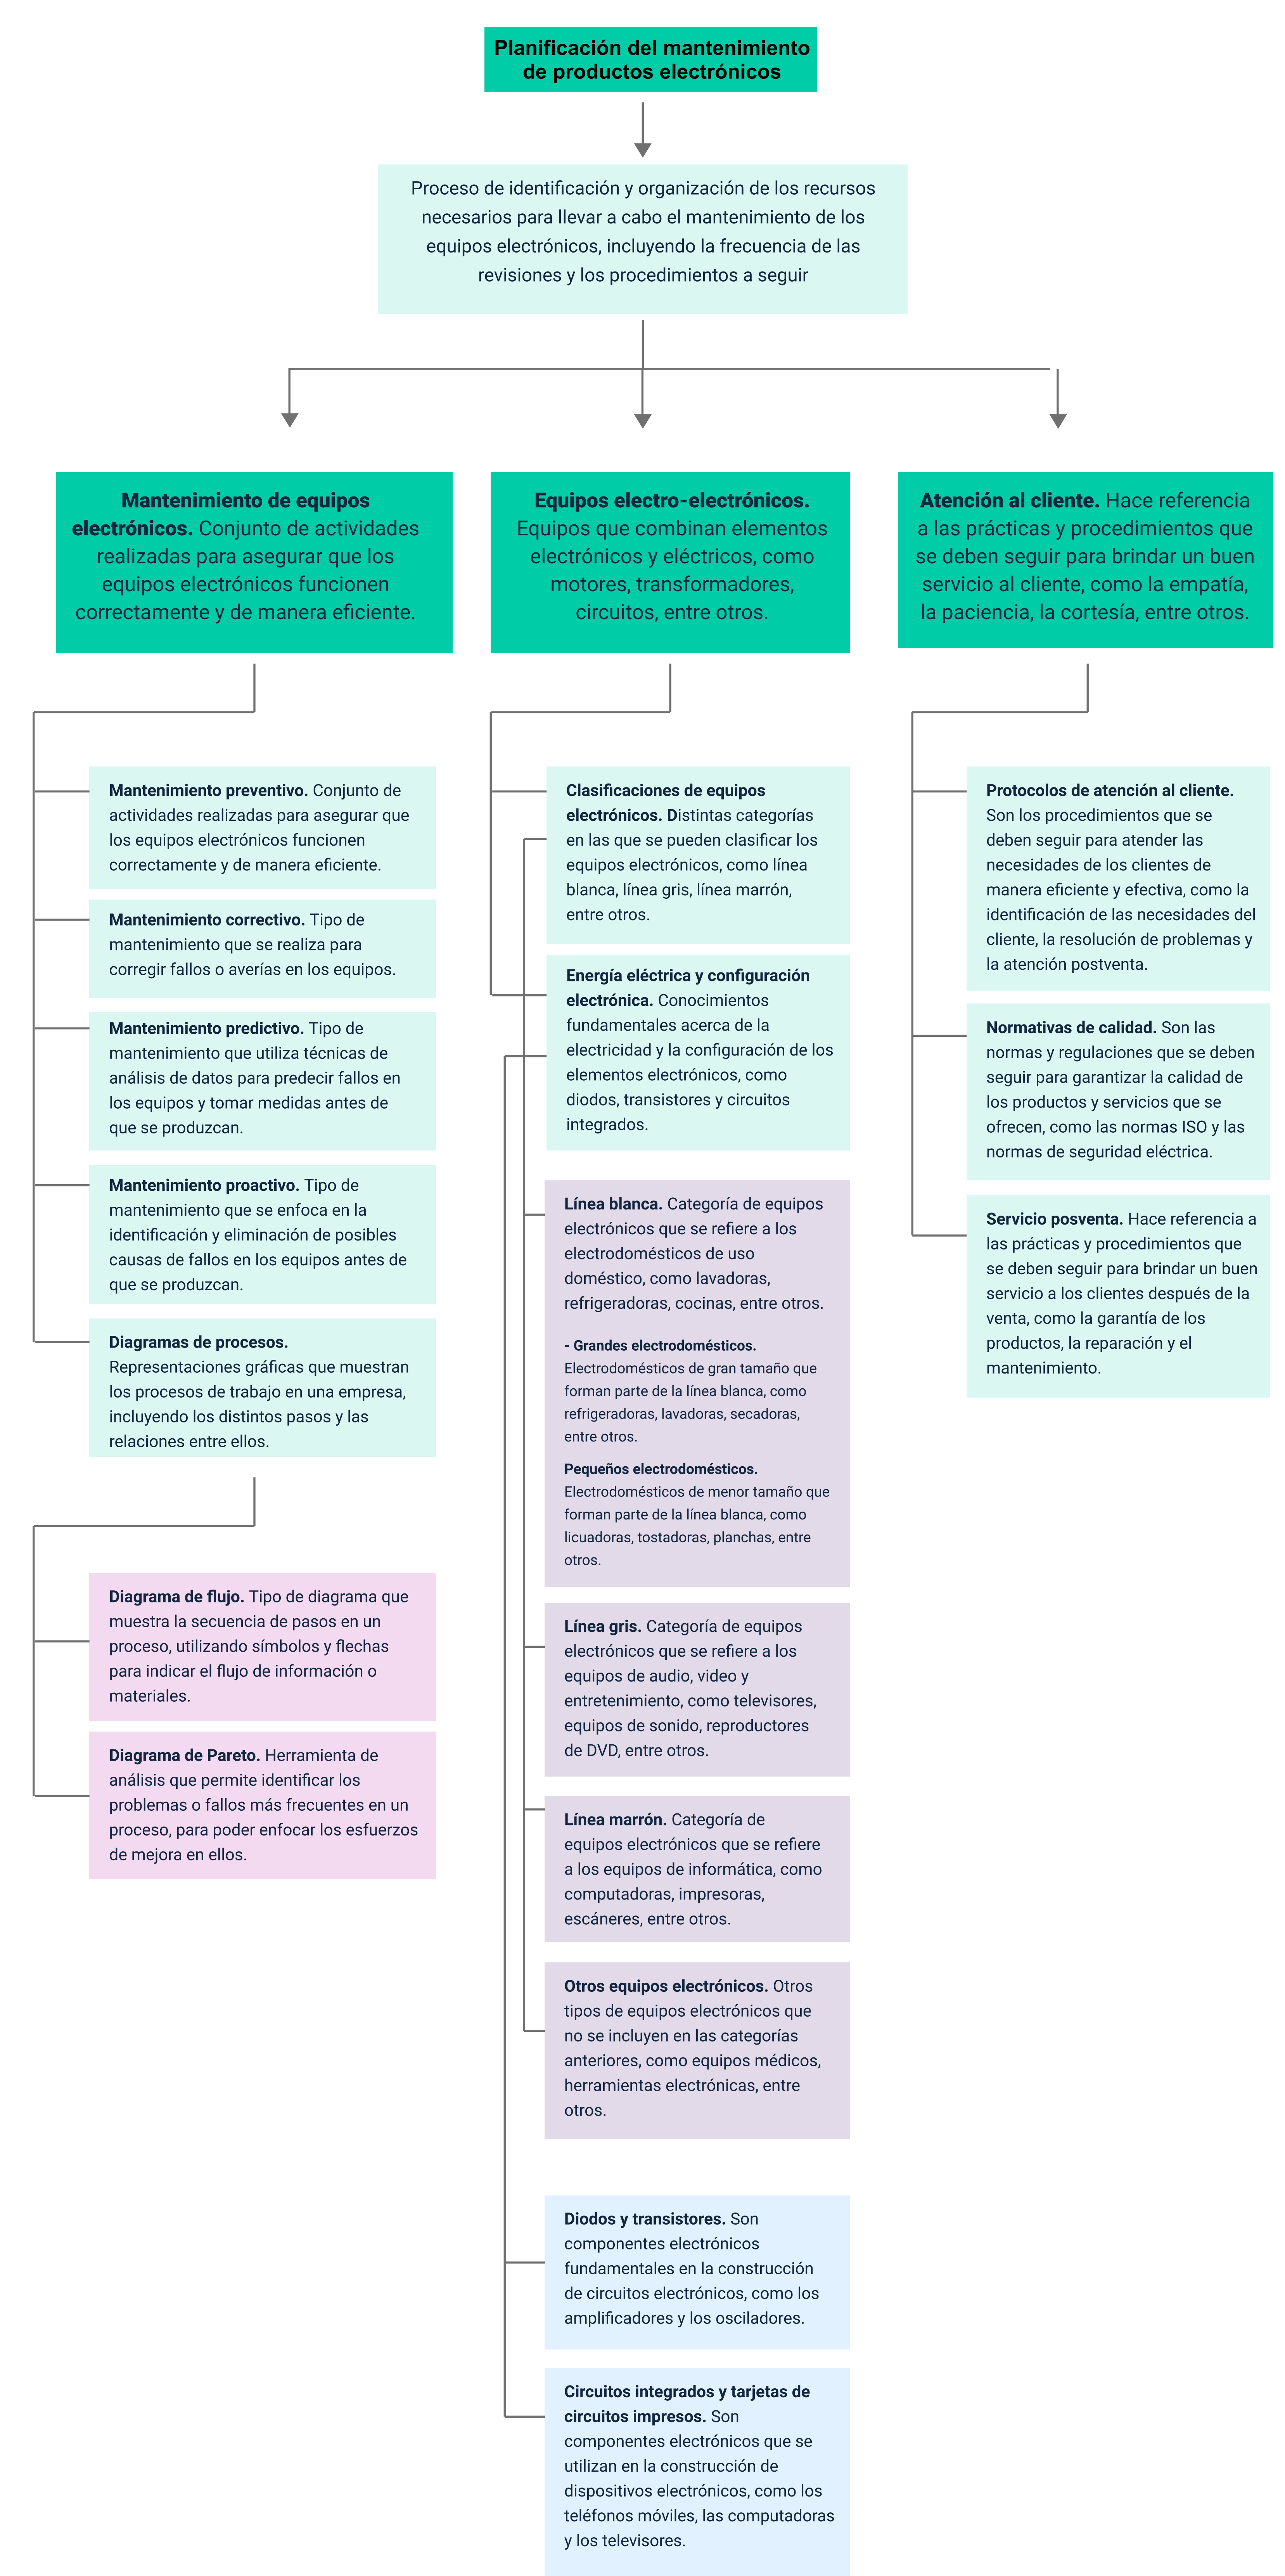 Planificación del mantenimiento
de productos electrónicos
Proceso de identificación y organización de los recursos
necesarios para llevar a cabo el mantenimiento de los
equipos electrónicos, incluyendo la frecuencia de las
revisiones y los procedimientos a seguir
Mantenimiento de equipos
electrónicos. Conjunto de actividades
realizadas para asegurar que los
equipos electrónicos funcionen
correctamente y de manera eficiente.
Mantenimiento preventivo. Conjunto de
actividades realizadas para asegurar que
los equipos electrónicos funcionen
correctamente y de manera eficiente.
Mantenimiento correctivo. Tipo de
mantenimiento que se realiza para
corregir fallos o averías en los equipos.
Mantenimiento predictivo. Tipo de
mantenimiento que utiliza técnicas de
análisis de datos para predecir fallos en
los equipos y tomar medidas antes de
que se produzcan.
Mantenimiento proactivo. Tipo de
mantenimiento que se enfoca en la
identificación y eliminación de posibles
causas de fallos en los equipos antes de
que se produzcan.
Diagramas de procesos.
Representaciones gráficas que muestran
los procesos de trabajo en una empresa,
incluyendo los distintos pasos y las
relaciones entre ellos.
Diagrama de flujo. Tipo de diagrama que
muestra la secuencia de pasos en un
proceso, utilizando símbolos y flechas
para indicar el flujo de información o
materiales.
Diagrama de Pareto. Herramienta de
análisis que permite identificar los
problemas o fallos más frecuentes en un
proceso, para poder enfocar los esfuerzos
de mejora en ellos.
Equipos electro-electrónicos.
Equipos que combinan elementos
electrónicos y eléctricos, como
motores, transformadores,
circuitos, entre otros.
Clasificaciones de equipos
electrónicos. Distintas categorías
en las que se pueden clasificar los
equipos electrónicos, como línea
blanca, línea gris, línea marrón,
entre otros.
Energía eléctrica y configuración
electrónica. Conocimientos
fundamentales acerca de la
electricidad y la configuración de los
elementos electrónicos, como
diodos, transistores y circuitos
integrados.
Línea blanca. Categoría de equipos
electrónicos que se refiere a los
electrodomésticos de uso
doméstico, como lavadoras,
refrigeradoras, cocinas, entre otros.
- Grandes electrodomésticos.
Electrodomésticos de gran tamaño que
forman parte de la línea blanca, como
refrigeradoras, lavadoras, secadoras,
entre otros.
Pequeños electrodomésticos.
Electrodomésticos de menor tamaño que
forman parte de la línea blanca, como
licuadoras, tostadoras, planchas, entre
otros.
Línea gris. Categoría de equipos
electrónicos que se refiere a los
equipos de audio, video y
entretenimiento, como televisores,
equipos de sonido, reproductores
de DVD, entre otros.
Línea marrón. Categoría de
equipos electrónicos que se refiere
a los equipos de informática, como
computadoras, impresoras,
escáneres, entre otros.
Otros equipos electrónicos. Otros
tipos de equipos electrónicos que
no se incluyen en las categorías
anteriores, como equipos médicos,
herramientas electrónicas, entre
otros.
Diodos y transistores. Son
componentes electrónicos
fundamentales en la construcción
de circuitos electrónicos, como los
amplificadores y los osciladores.
Circuitos integrados y tarjetas de
circuitos impresos. Son
componentes electrónicos que se
utilizan en la construcción de
dispositivos electrónicos, como los
teléfonos móviles, las computadoras
y los televisores.
Atención al cliente. Hace referencia
a las prácticas y procedimientos que
se deben seguir para brindar un buen
servicio al cliente, como la empatía,
la paciencia, la cortesía, entre otros.
Protocolos de atención al cliente.
Son los procedimientos que se
deben seguir para atender las
necesidades de los clientes de
manera eficiente y efectiva, como la
identificación de las necesidades del
cliente, la resolución de problemas y
la atención postventa.
Normativas de calidad. Son las
normas y regulaciones que se deben
seguir para garantizar la calidad de
los productos y servicios que se
ofrecen, como las normas ISO y las
normas de seguridad eléctrica.
Servicio posventa. Hace referencia a
las prácticas y procedimientos que
se deben seguir para brindar un buen
servicio a los clientes después de la
venta, como la garantía de los
productos, la reparación y el
mantenimiento.